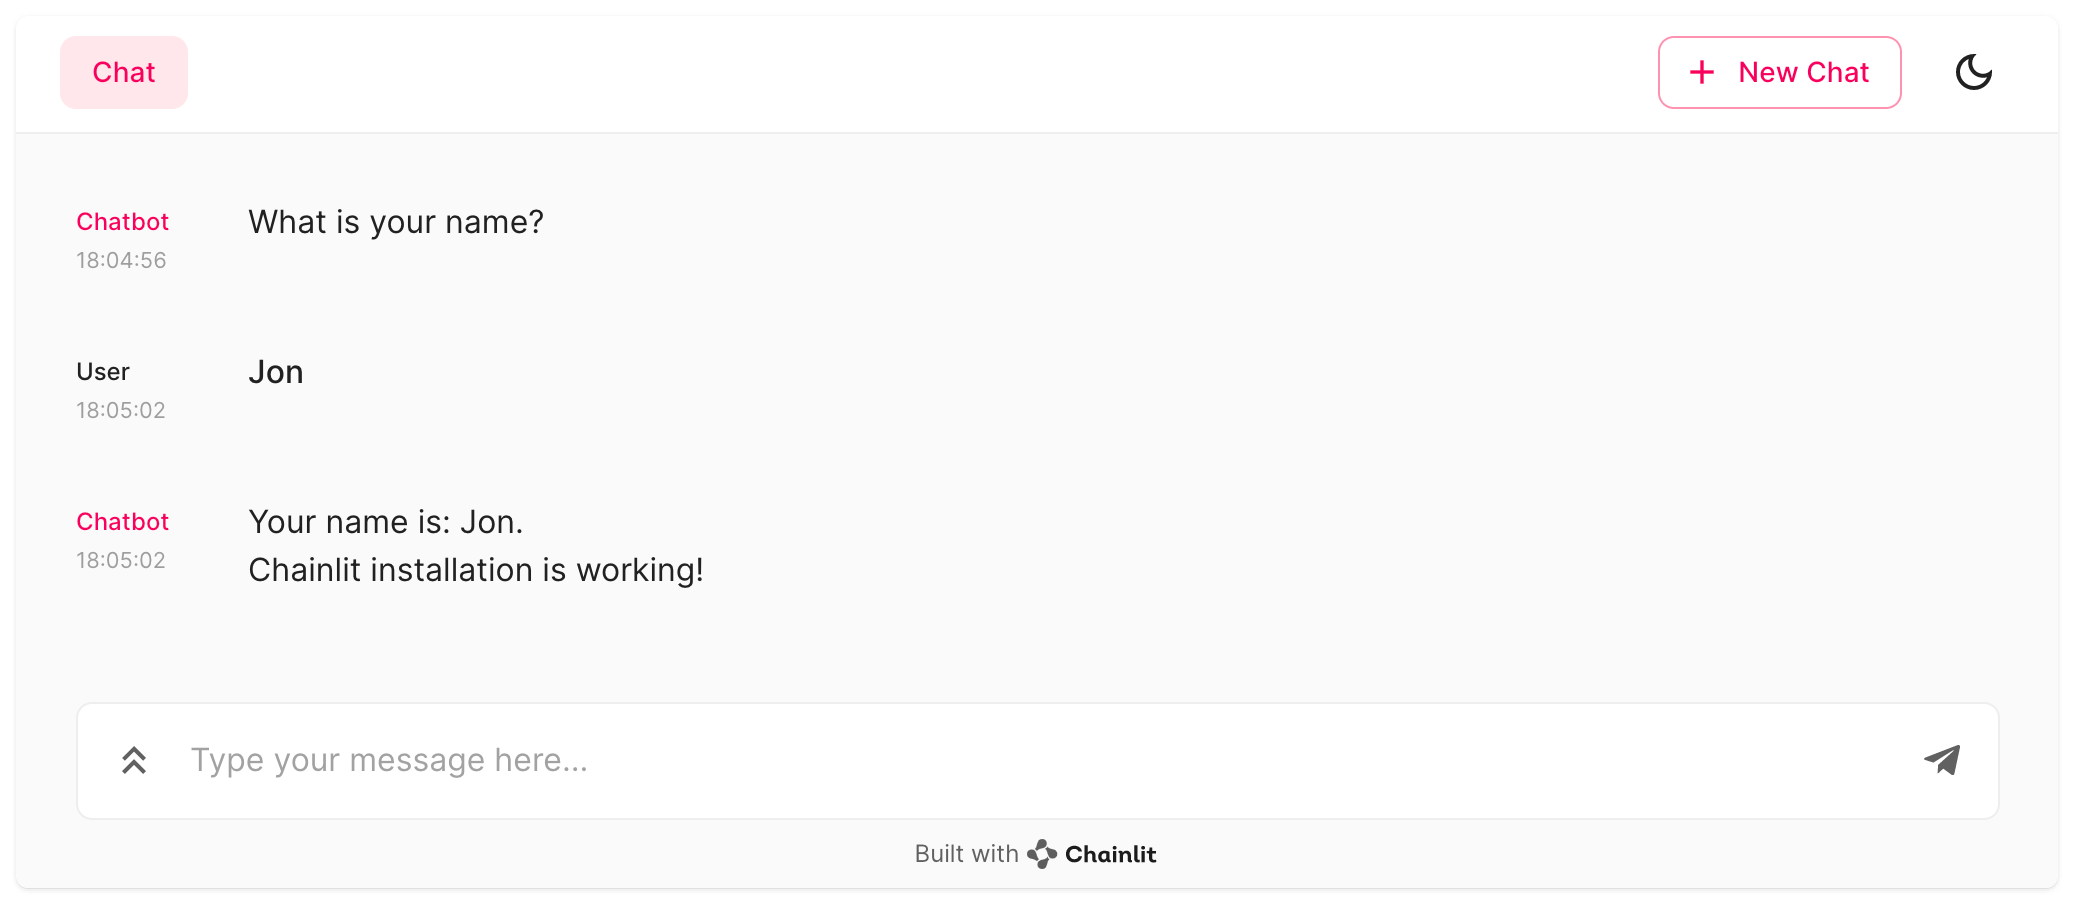 Chat
New Chat
Chatbot
What is your name?
18:04:56
User
Jon
18:05:02
Chatbot
Your name is: Jon.
18:05:02
Chainlit installation is working!
Type your message here...
Built with Chainlit